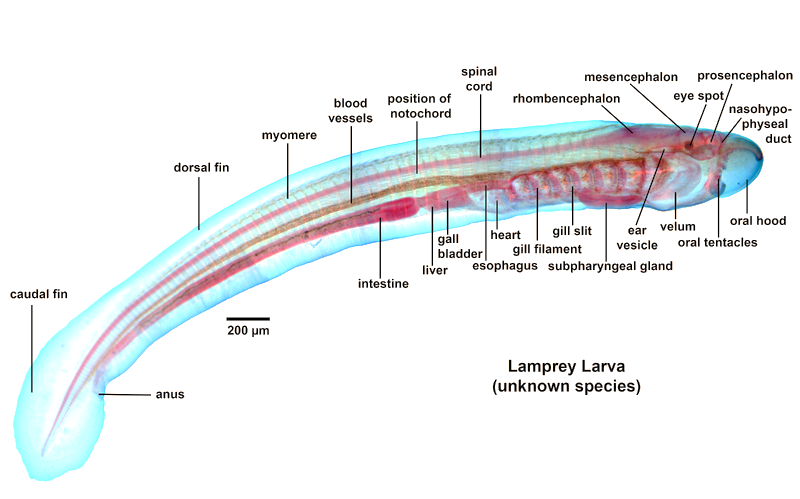 spinal
cord
mesencephalon
prosencephalon
eye spot
rhombencephalon
nasohypo-
physeal
duct
position of
notochord
blood
vessels
myomere
dorsal fin
oral hood
velum
ear
vesicle
oral tentacles
gill slit
heart
gall
bladder
gill filament
subpharyngeal gland
esophagus
liver
intestine
caudal fin
200 µm
Lamprey Larva
(unknown species)
anus